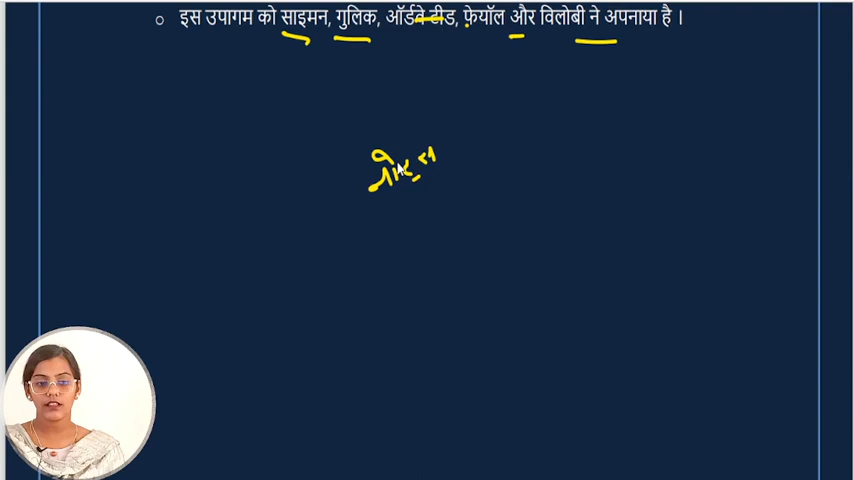 ○ इस उपागम को साइमन, गुलिक, ऑर्डवे टीड, फ़ेयॉल और विलोबी ने अपनाया है ।